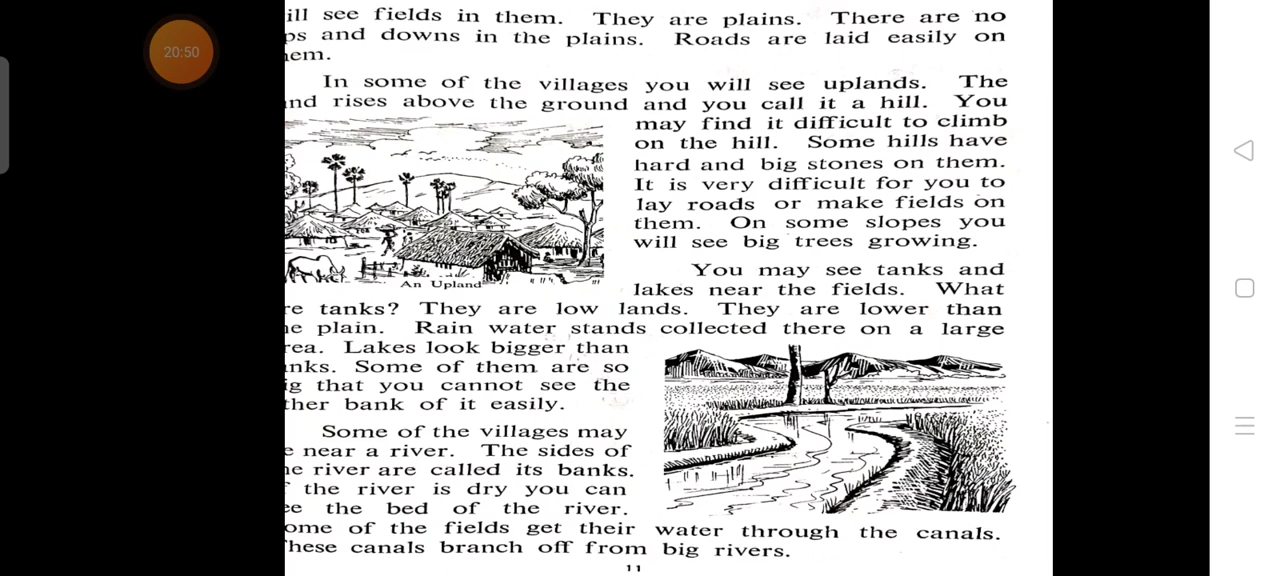 20:50
ill see fields in them. They are plains. There are no
ps and downs in the plains. Roads are laid easily on
em.
In some of the villages you will see uplands. The
nd rises above the ground and you call it a hill. You
may find it difficult to climb
on the hill. Some hills have
hard and big stones on them.
It is very difficult for you to
lay roads or make fields on
them. On some slopes you
will see big trees growing.
An Upland
You may see tanks and
lakes near the fields. What
re tanks? They are low lands. They are lower than
e plain. Rain water stands collected there on a large
rea. Lakes look bigger than
nks. Some of them are so
ig that you cannot see the
ther bank of it easily.
Some of the villages may
e near a river. The sides of
he river are called its banks.
the river is dry you can
ee the bed of the river.
ome of the fields get their water through the canals.
hese canals branch off from big rivers.
11